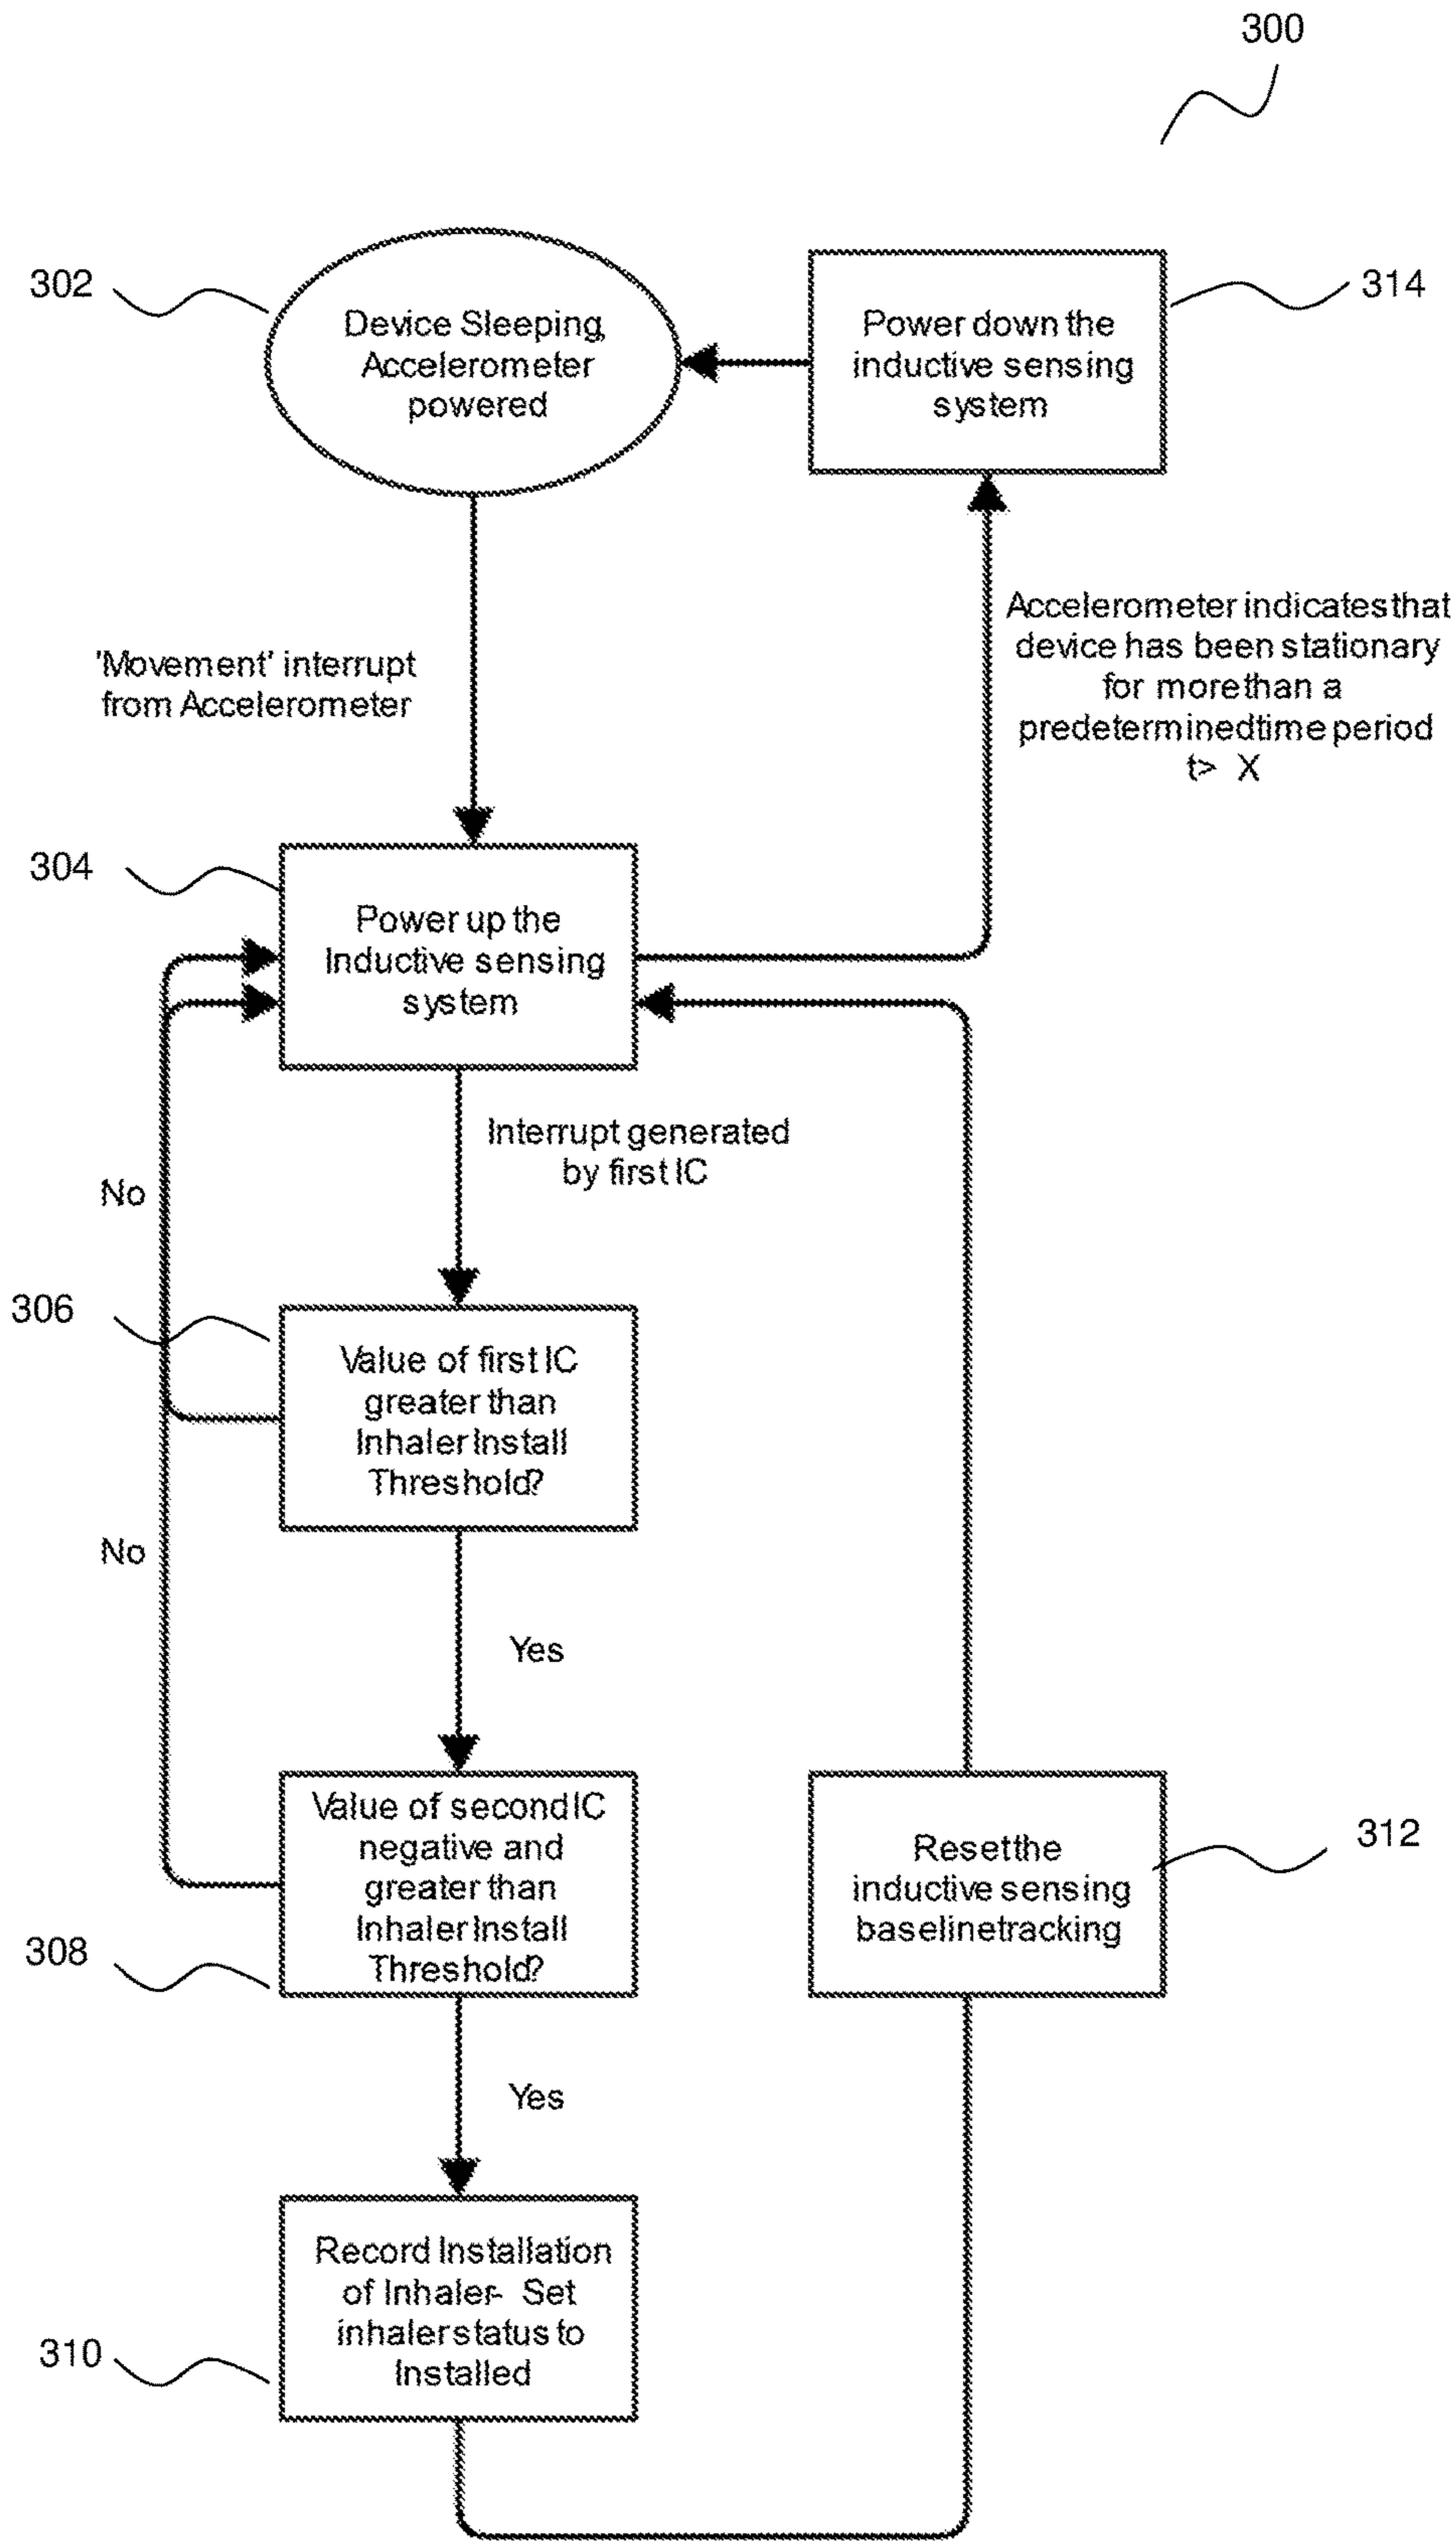 300
302
Device Sleeping,
Accelerometer
powered
Power down the
inductive sensing
system
314
'Movement' interrupt
from Accelerometer
Accelerometer indicates that
device has been stationary
for more than a
predetermined time period
t> X
304
Power up the
Inductive sensing
system
Interrupt generated
by first IC
No
306
Value of first IC
greater than
Inhaler Install
Threshold?
No
Yes
308
Value of second IC
negative and
greater than
Inhaler Install
Threshold?
Reset the
inductive sensing
baseline tracking
312
Yes
310
Record Installation
of Inhaler- Set
inhaler status to
Installed